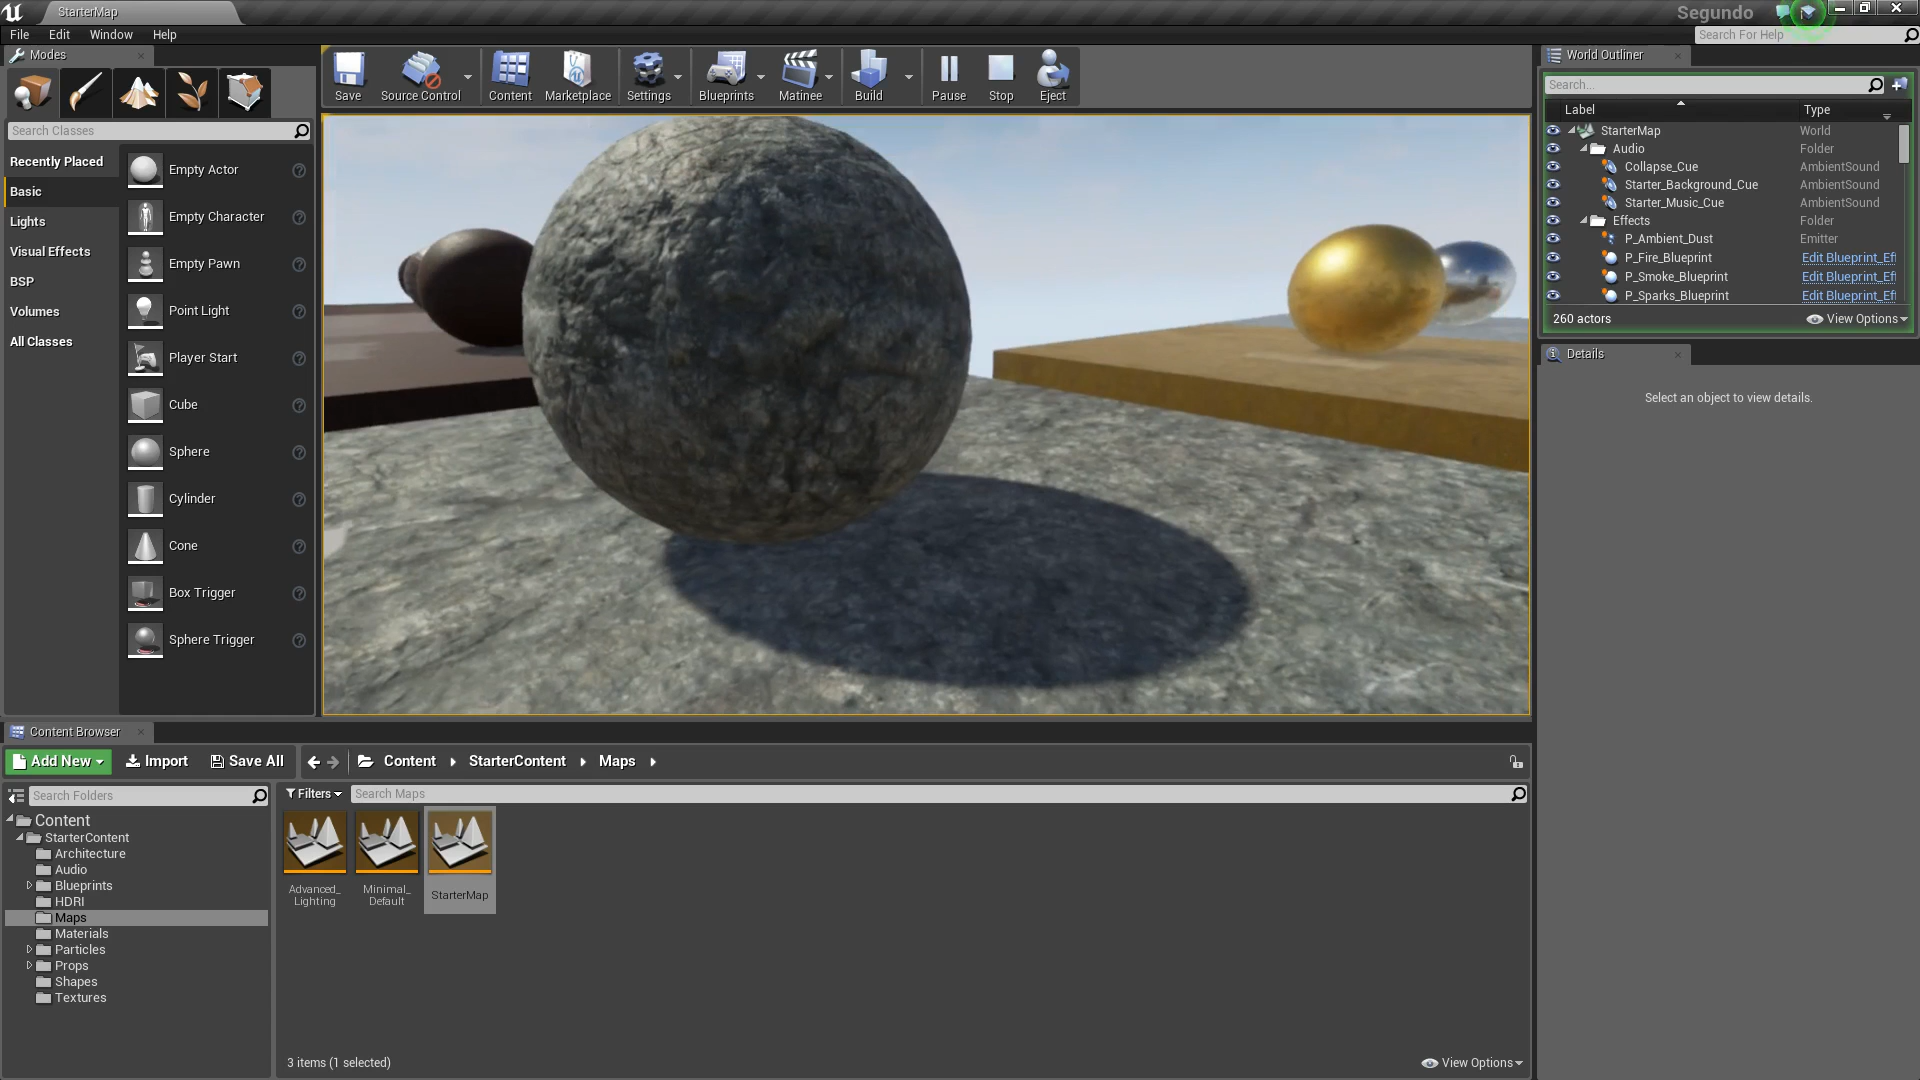 StarterMap
Segundo
File Edit Window Help
Search For Help
Modes
Search Classes
Recently Placed
Basic
Lights
Visual Effects
BSP
Volumes
All Classes
Empty Actor
Empty Character
Empty Pawn
Point Light
Player Start
Cube
Sphere
Cylinder
Cone
Box Trigger
Sphere Trigger
Save
Source Control
Content
Marketplace
Settings
Blueprints
Matinee
Build
Pause
Stop
Eject
World Outliner
Search...
Label Type
StarterMap World
Audio Folder
Collapse_Cue AmbientSound
Starter_Background_Cue AmbientSound
Starter_Music_Cue AmbientSound
Effects Folder
P_Ambient_Dust Emitter
P_Fire_Blueprint Edit Blueprint_Eff
P_Smoke_Blueprint Edit Blueprint_Eff
P_Sparks_Blueprint Edit Blueprint_Eff
260 actors View Options
Details
Select an object to view details.
Content Browser
Add New Import Save All Content StarterContent Maps
Search Folders
Content
StarterContent
Architecture
Audio
Blueprints
HDRI
Maps
Materials
Particles
Props
Shapes
Textures
Filters Search Maps
Advanced_
Lighting
Minimal_
Default
StarterMap
3 items (1 selected) View Options